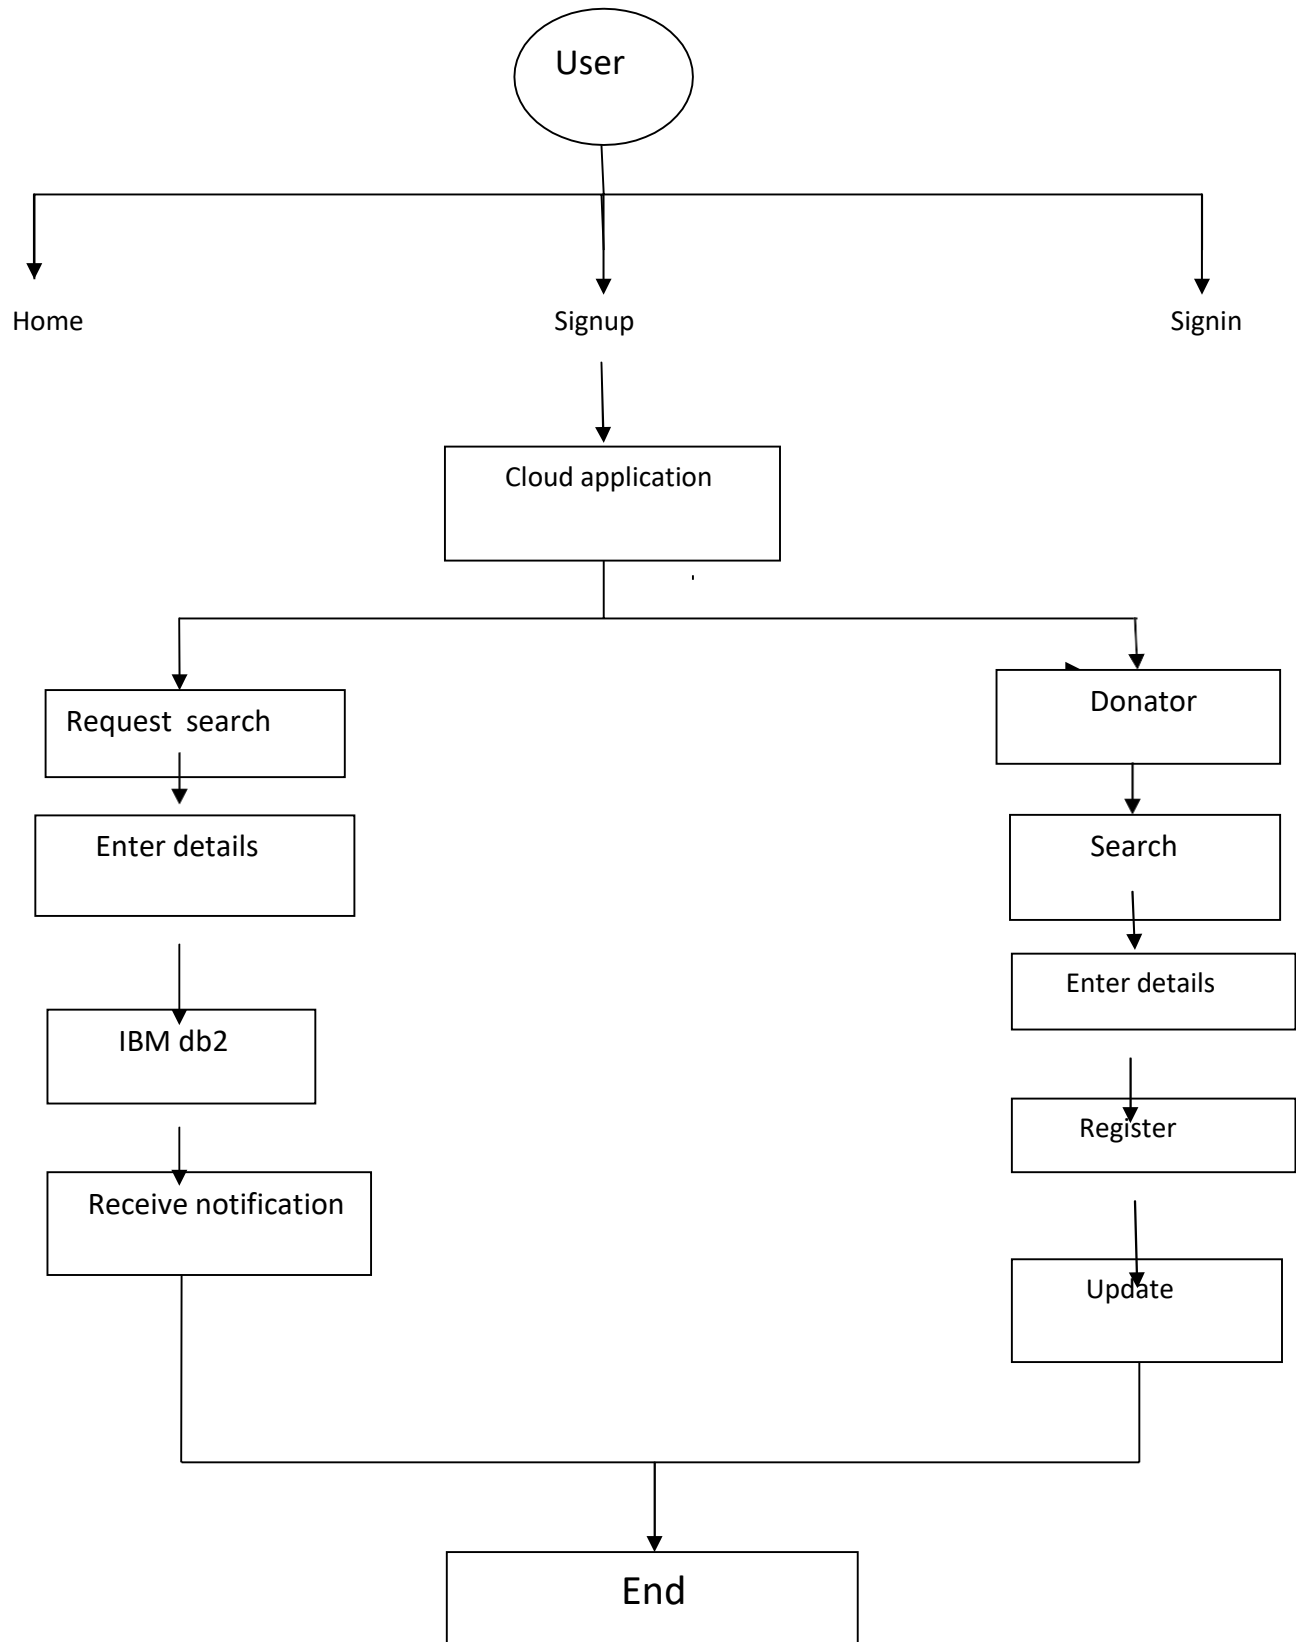 User
Home
Signup
Signin
Cloud application
Request  search
Donator
Enter details
Search
Enter details
IBM db2
Register
Receive notification
Update
End